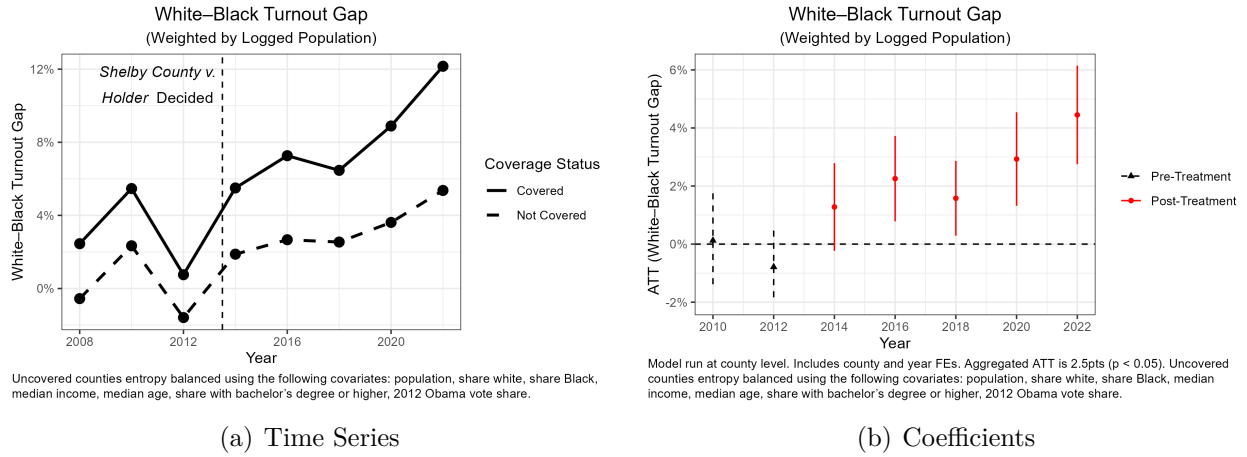 White–Black Turnout Gap
(Weighted by Logged Population)
12%
8%
4%
0%
White–Black Turnout Gap
Shelby County v.
Holder Decided
2008
2012
2016
2020
Year
Coverage Status
Covered
Not Covered
Uncovered counties entropy balanced using the following covariates: population, share white, share Black,
median income, median age, share with bachelor's degree or higher, 2012 Obama vote share.
(a) Time Series
White–Black Turnout Gap
(Weighted by Logged Population)
6%
4%
2%
0%
-2%
ATT (White–Black Turnout Gap)
2010
2012
2014
2016
2018
2020
2022
Year
Pre-Treatment
Post-Treatment
Model run at county level. Includes county and year FEs. Aggregated ATT is 2.5pts (p < 0.05). Uncovered
counties entropy balanced using the following covariates: population, share white, share Black, median
income, median age, share with bachelor's degree or higher, 2012 Obama vote share.
(b) Coefficients